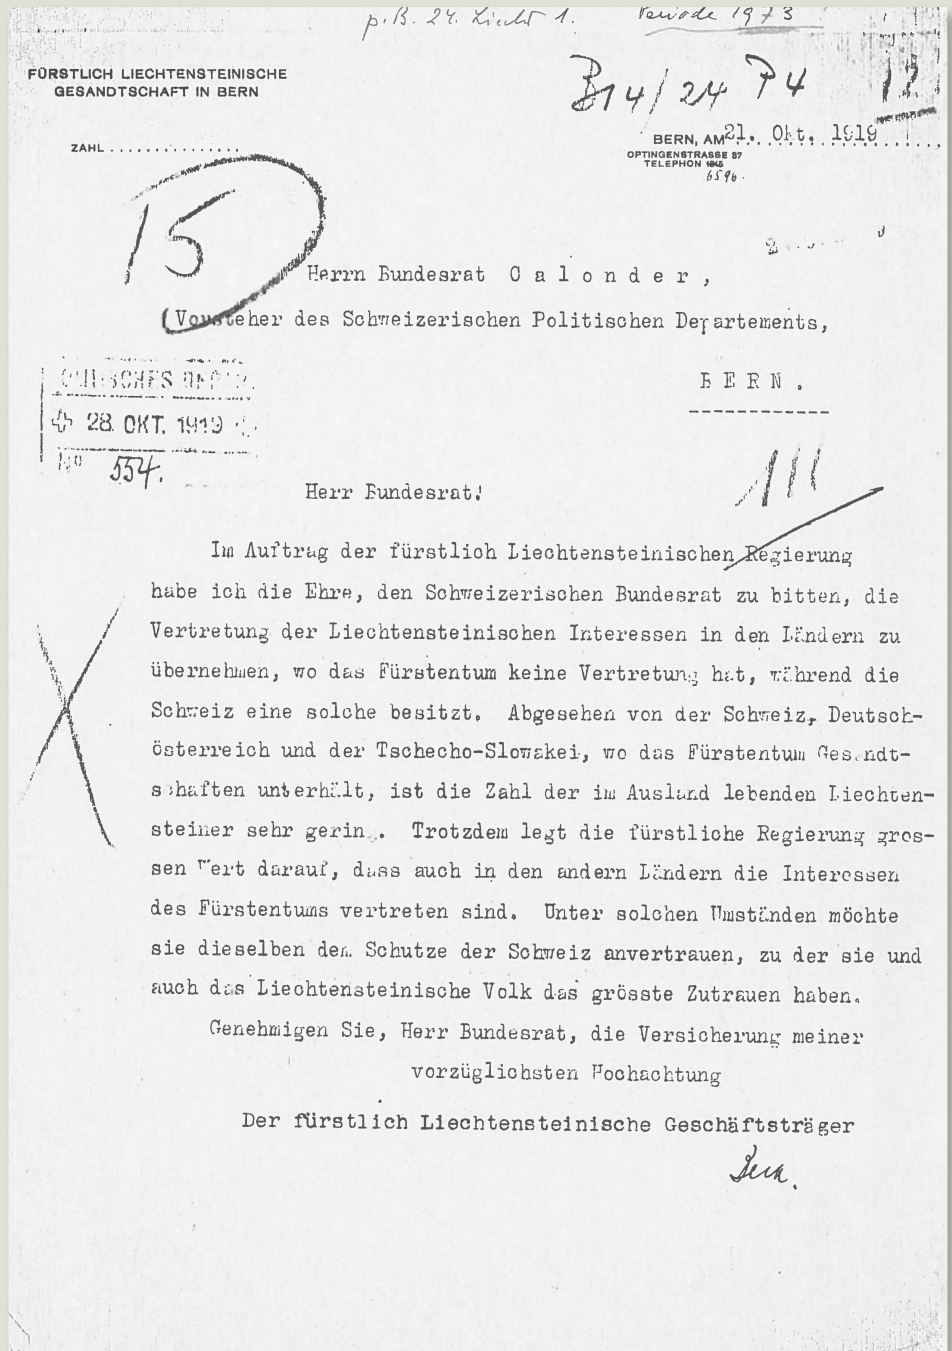 p. B. 24. Liecht 1. Periode 1973
B14/24 P4 12
FÜRSTLICH LIECHTENSTEINISCHE
GESANDTSCHAFT IN BERN
ZAHL . . . . . . . . . . . . . . .
BERN, AM 21. Okt. 1919
OPTINGENSTRASSE 37
TELEPHON 1845
6596.
15
Herrn Bundesrat C a l o n d e r ,
Vorsteher des Schweizerischen Politischen Departements,
B E R N .
28. OKT. 1919
No 554.
111
Herr Bundesrat!
Im Auftrag der fürstlich Liechtensteinischen Regierung
habe ich die Ehre, den Schweizerischen Bundesrat zu bitten, die
Vertretung der Liechtensteinischen Interessen in den Ländern zu
übernehmen, wo das Fürstentum keine Vertretung hat, während die
Schweiz eine solche besitzt. Abgesehen von der Schweiz, Deutsch-
österreich und der Tschecho-Slowakei, wo das Fürstentum Gesandt-
schaften unterhält, ist die Zahl der im Ausland lebenden Liechten-
steiner sehr gering. Trotzdem legt die fürstliche Regierung gros-
sen Wert darauf, dass auch in den andern Ländern die Interessen
des Fürstentums vertreten sind. Unter solchen Umständen möchte
sie dieselben dem Schutze der Schweiz anvertrauen, zu der sie und
auch das Liechtensteinische Volk das grösste Zutrauen haben.
Genehmigen Sie, Herr Bundesrat, die Versicherung meiner
vorzüglichsten Hochachtung
Der fürstlich Liechtensteinische Geschäftsträger